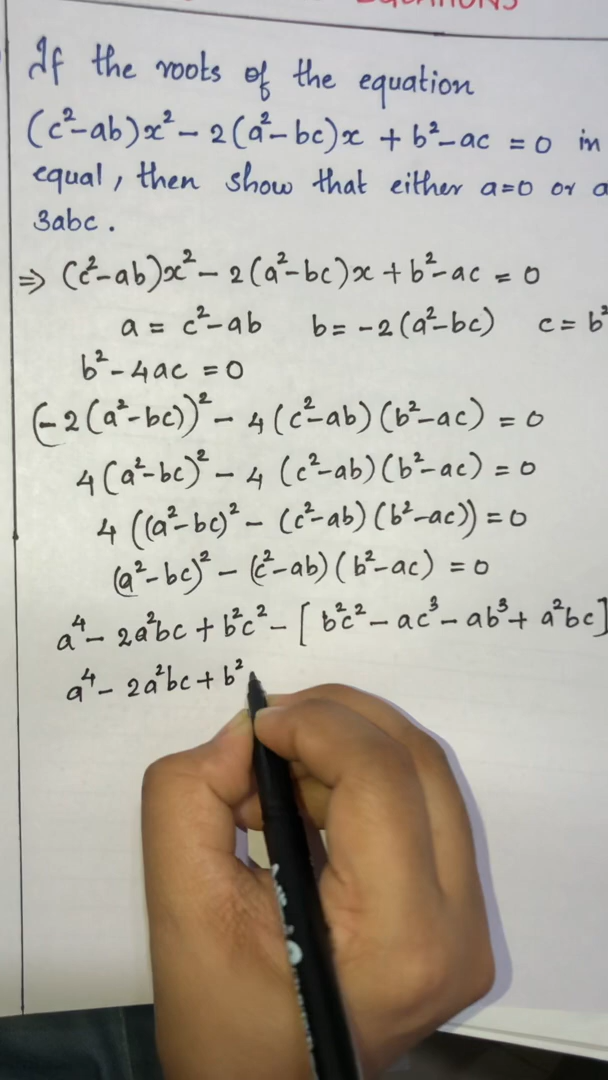 EQUATIONS
If the roots of the equation
(c²-ab)x² - 2(a²-bc)x + b²-ac = 0 in
equal, then show that either a=0 or a
3abc.
⇒ (c²-ab)x² - 2(a²-bc)x + b²-ac = 0
a = c²-ab b = -2(a²-bc) c = b²
b²-4ac = 0
(-2(a²-bc))² - 4(c²-ab)(b²-ac) = 0
4(a²-bc)² - 4(c²-ab)(b²-ac) = 0
4((a²-bc)² - (c²-ab)(b²-ac)) = 0
(a²-bc)² - (c²-ab)(b²-ac) = 0
a⁴ - 2a²bc + b²c² - [b²c² - ac³ - ab³ + a²bc]
a⁴ - 2a²bc + b²